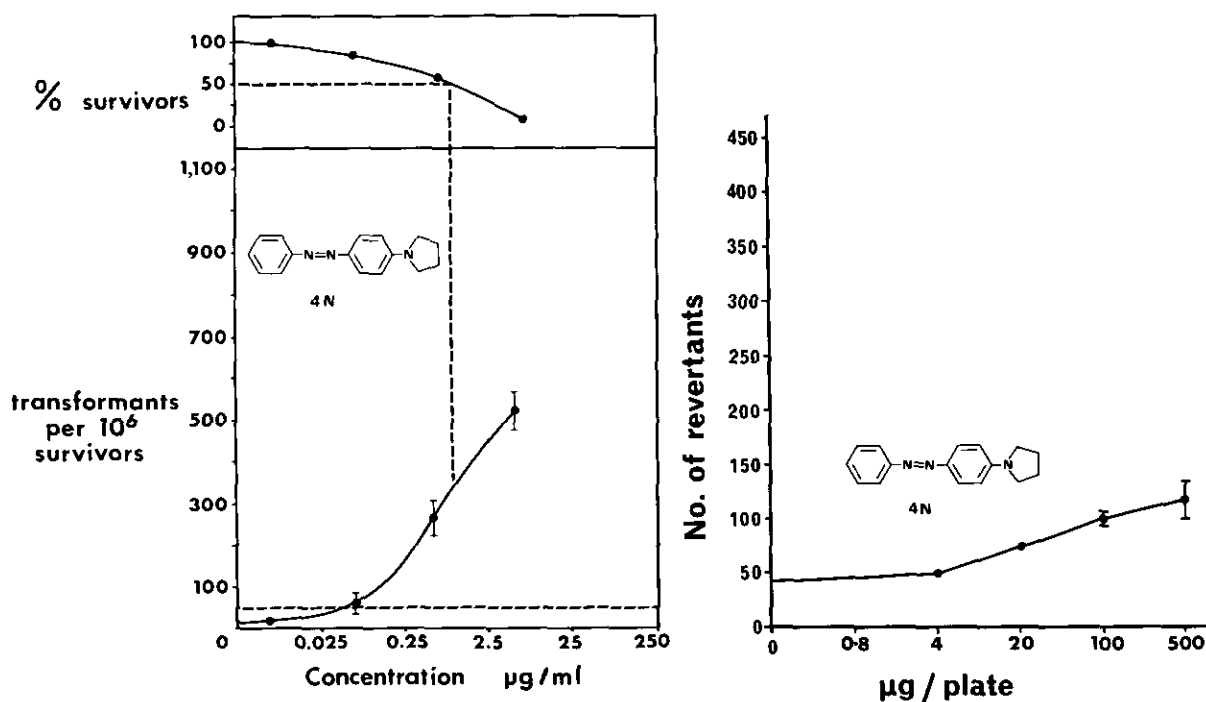 100
50
0
% survivors
1,100
900
700
500
300
100
transformants
per 10⁶
survivors
N=N
N
4N
0
0,025
0.25
2.5
25
250
Concentration µg/ml
450
400
350
300
250
200
150
100
50
0
No. of revertants
N=N
N
4N
0
0·8
4
20
100
500
µg / plate